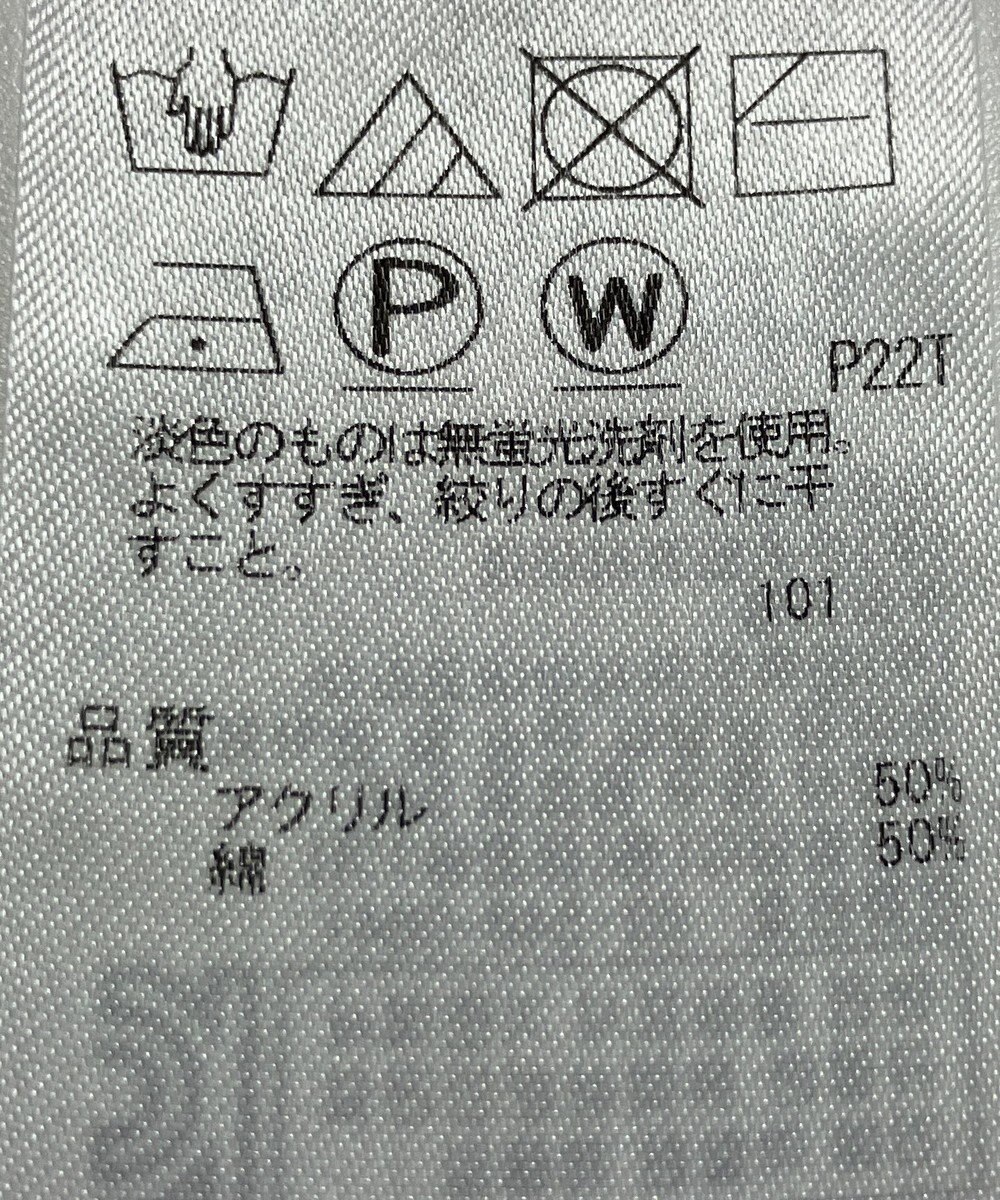 P
W
P22T
淡色のものは無蛍光洗剤を使用。
よくすすぎ、絞りの後すぐに干
すこと。
101
品質
アクリル 50%
綿 50%